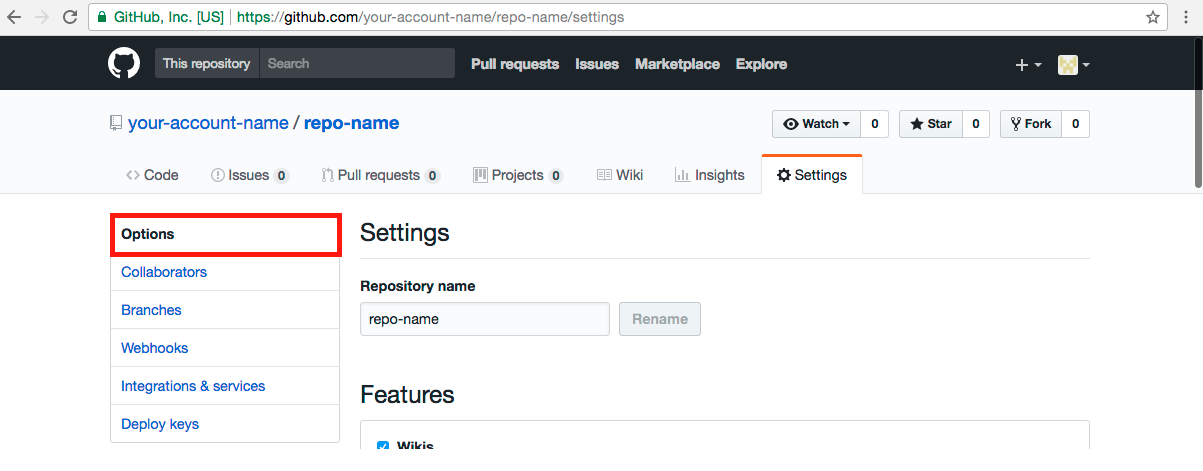 GitHub, Inc. [US] https://github.com/your-account-name/repo-name/settings
This repository Search Pull requests Issues Marketplace Explore
your-account-name / repo-name Watch 0 Star 0 Fork 0
Code Issues 0 Pull requests 0 Projects 0 Wiki Insights Settings
Options
Collaborators
Branches
Webhooks
Integrations & services
Deploy keys
Settings
Repository name
repo-name Rename
Features
Wikis